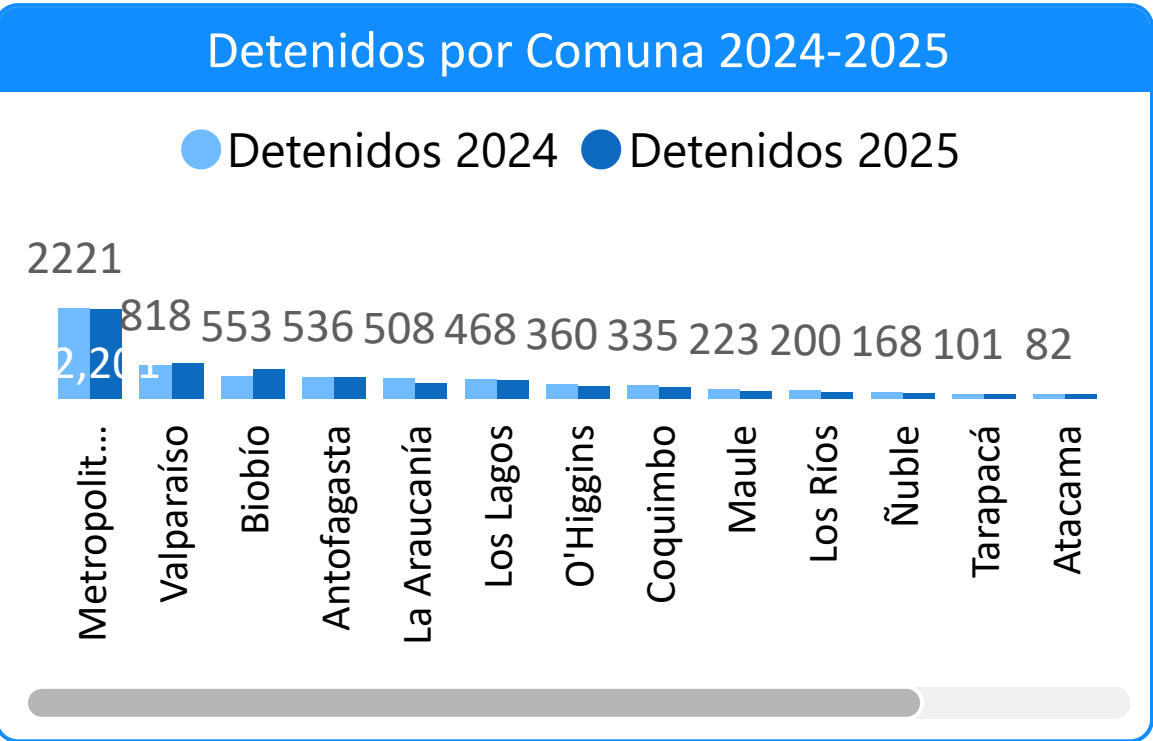 Detenidos por Comuna 2024-2025
Detenidos 2024 Detenidos 2025
2221 818 553 536 508 468 360 335 223 200 168 101 82
2,201
Metropolit... Valparaíso Biobío Antofagasta La Araucanía Los Lagos O'Higgins Coquimbo Maule Los Ríos Ñuble Tarapacá Atacama